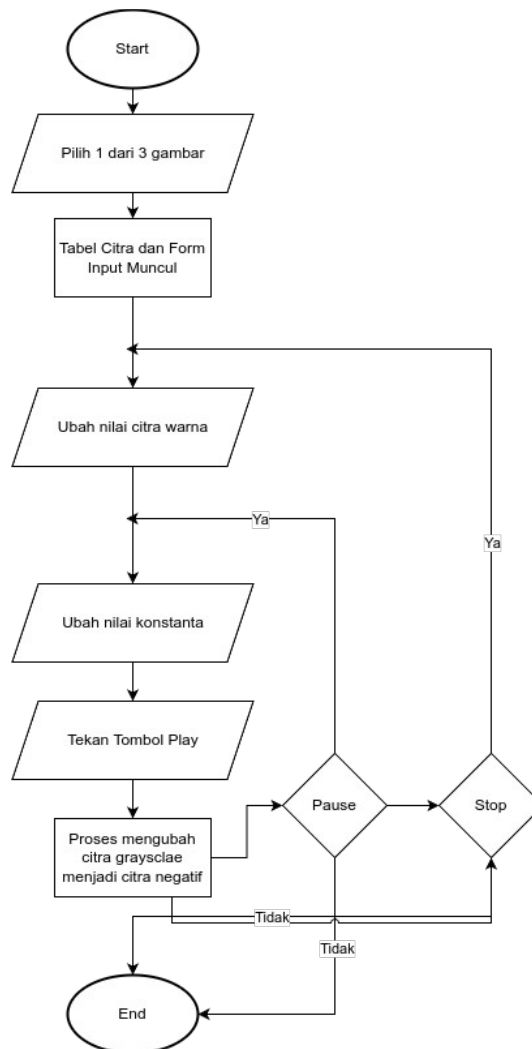 Start
Pilih 1 dari 3 gambar
Tabel Citra dan Form
Input Muncul
Ubah nilai citra warna
Ya
Ya
Ubah nilai konstanta
Tekan Tombol Play
Pause
Stop
Proses mengubah
citra graysclae
menjadi citra negatif
Tidak
Tidak
End